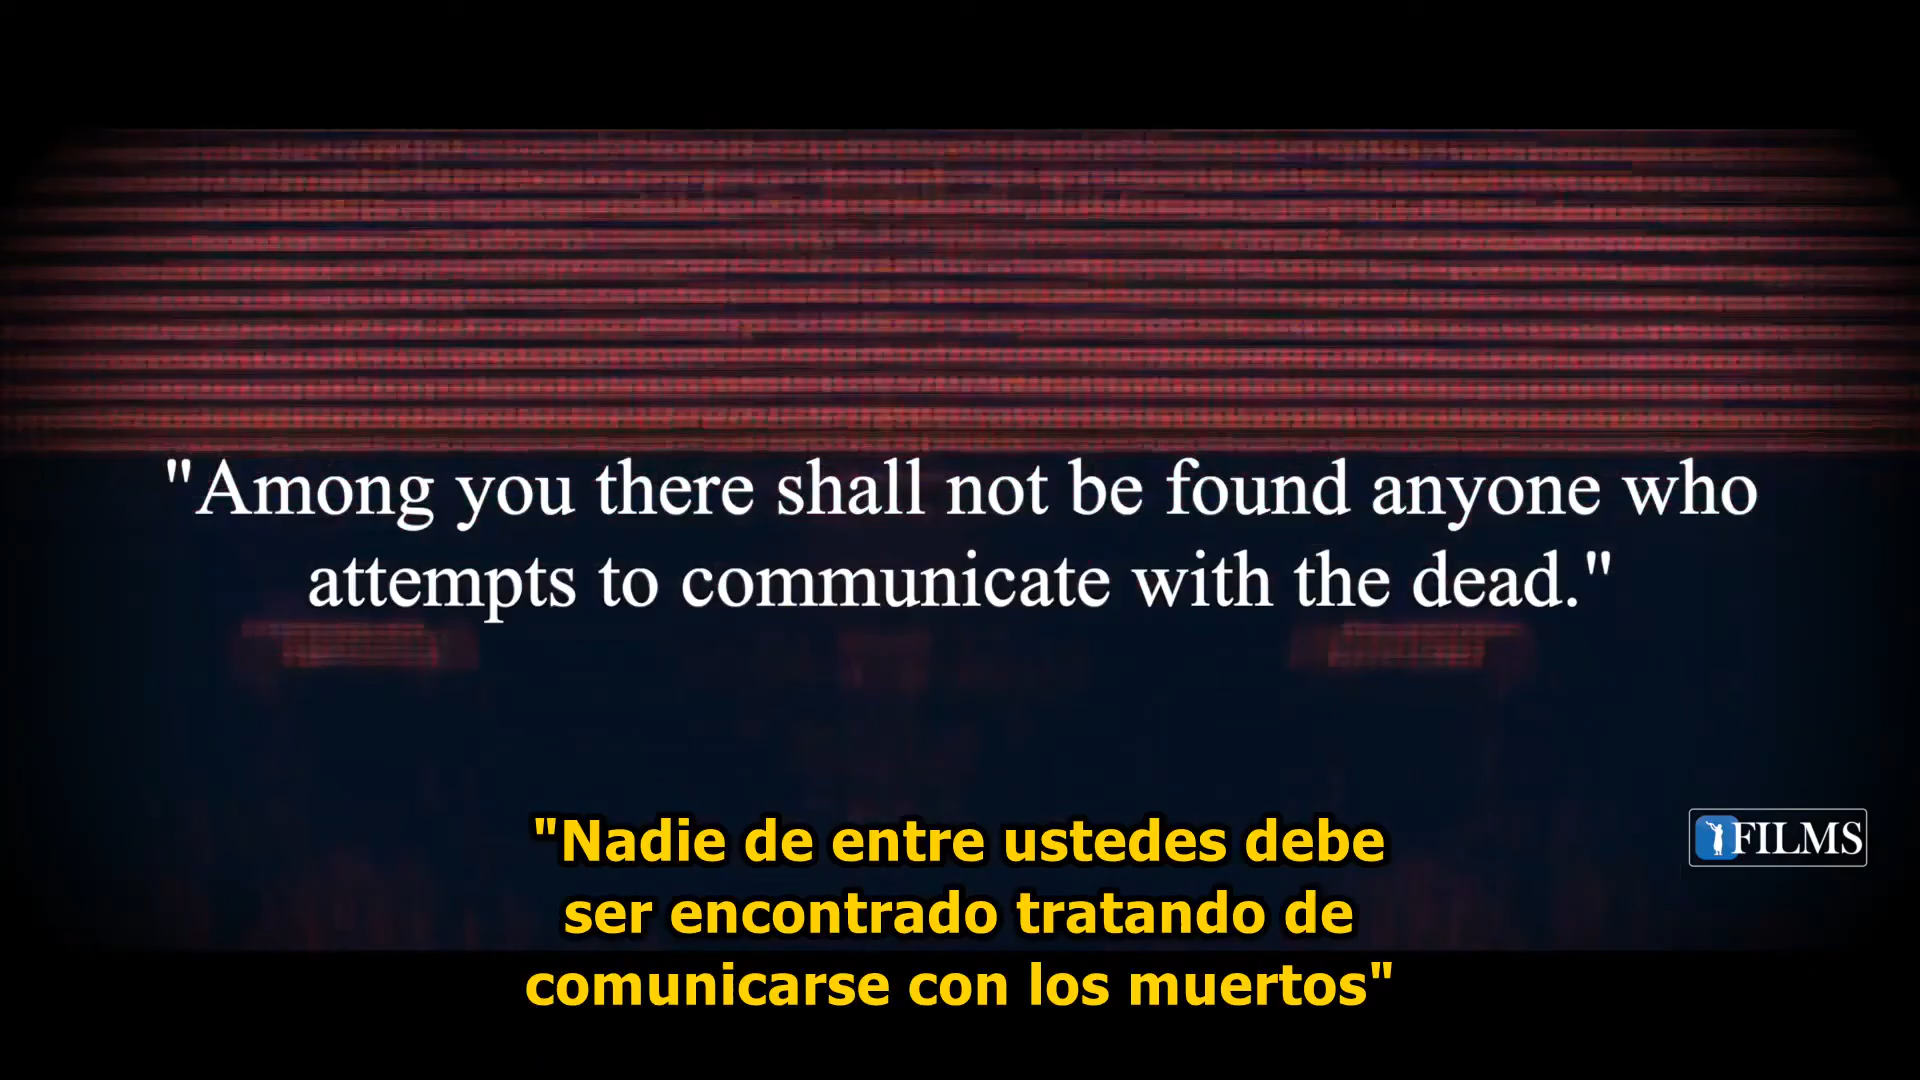 "Among you there shall not be found anyone who
attempts to communicate with the dead."
FILMS
"Nadie de entre ustedes debe
ser encontrado tratando de
comunicarse con los muertos"